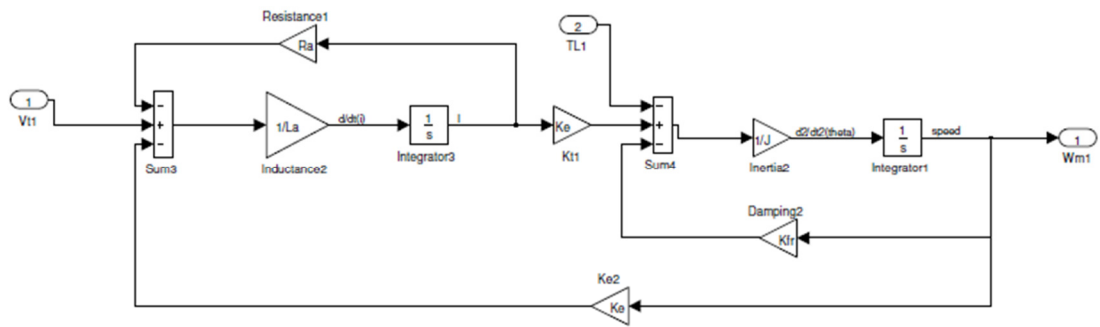 Resistance1
Ra
2
TL1
1
Vt1
−
+
−
Sum3
1/La
Inductance2
d/dt(i)
1
s
Integrator3
I
Ke
Kt1
−
+
−
Sum4
1/J
Inertia2
d2/dt2(theta)
1
s
Integrator1
speed
1
Wm1
Damping2
Kfr
Ke2
Ke